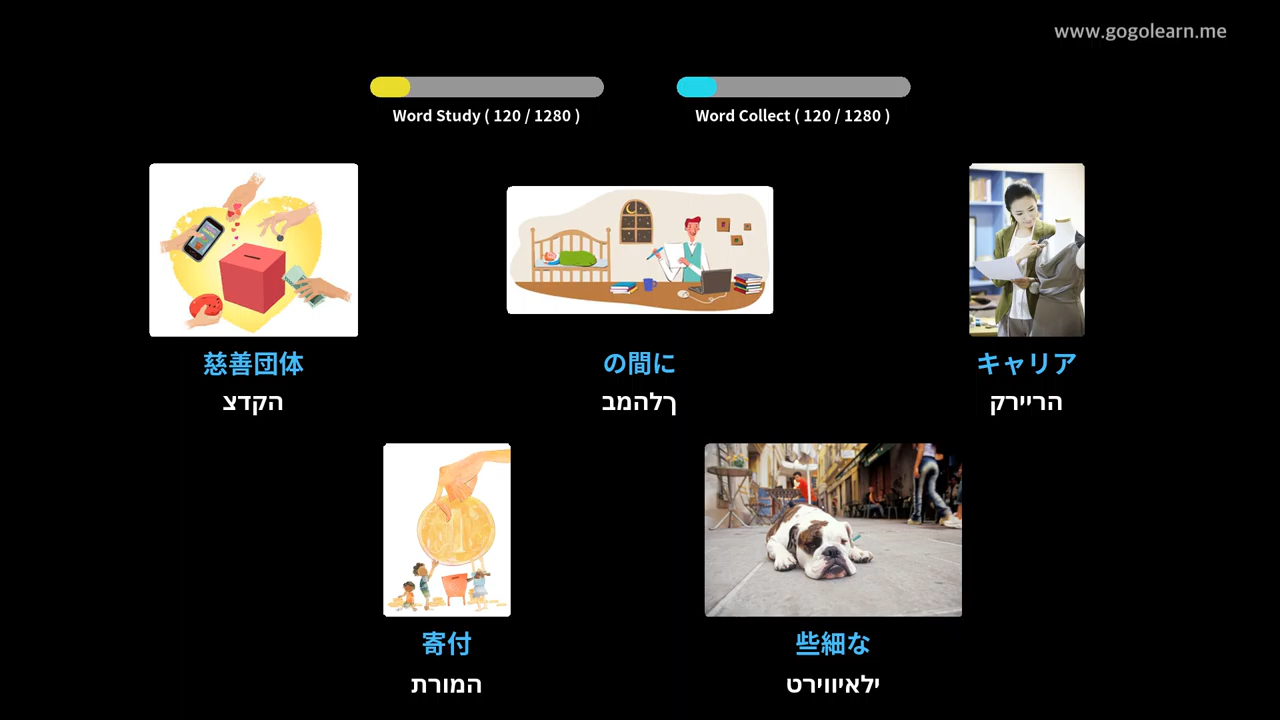 www.gogolearn.me
Word Study ( 120 / 1280 )
Word Collect ( 120 / 1280 )
慈善団体
הקדצ
の間に
ךלהמב
キャリア
הריירק
寄付
המורת
些細な
ילאיווירט